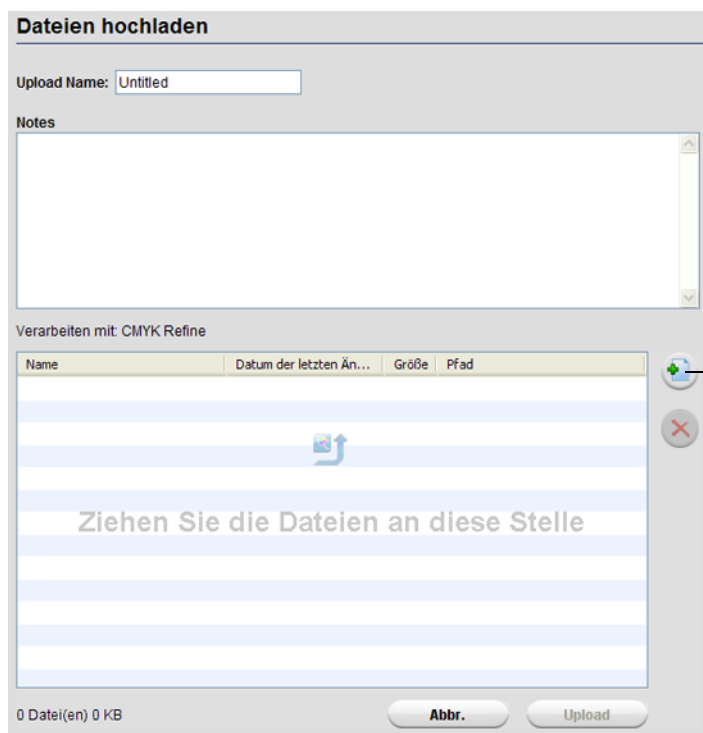 Dateien hochladen
Upload Name: Untitled
Notes
Verarbeiten mit: CMYK Refine
Name Datum der letzten Än... Größe Pfad
Ziehen Sie die Dateien an diese Stelle
0 Datei(en) 0 KB Abbr. Upload